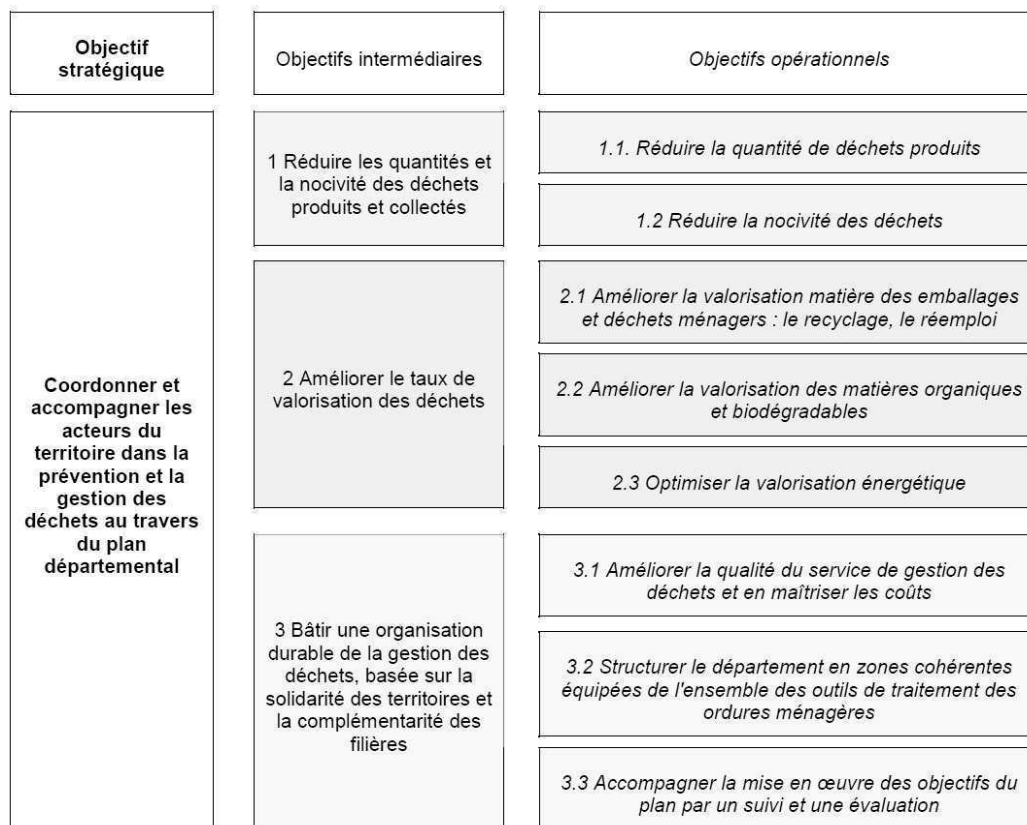 Objectif
stratégique
Objectifs intermédiaires
Objectifs opérationnels
Coordonner et
accompagner les
acteurs du
territoire dans la
prévention et la
gestion des
déchets au travers
du plan
départemental
1 Réduire les quantités et
la nocivité des déchets
produits et collectés
1.1. Réduire la quantité de déchets produits
1.2 Réduire la nocivité des déchets
2 Améliorer le taux de
valorisation des déchets
2.1 Améliorer la valorisation matière des emballages
et déchets ménagers : le recyclage, le réemploi
2.2 Améliorer la valorisation des matières organiques
et biodégradables
2.3 Optimiser la valorisation énergétique
3 Bâtir une organisation
durable de la gestion des
déchets, basée sur la
solidarité des territoires et
la complémentarité des
filières
3.1 Améliorer la qualité du service de gestion des
déchets et en maîtriser les coûts
3.2 Structurer le département en zones cohérentes
équipées de l'ensemble des outils de traitement des
ordures ménagères
3.3 Accompagner la mise en œuvre des objectifs du
plan par un suivi et une évaluation